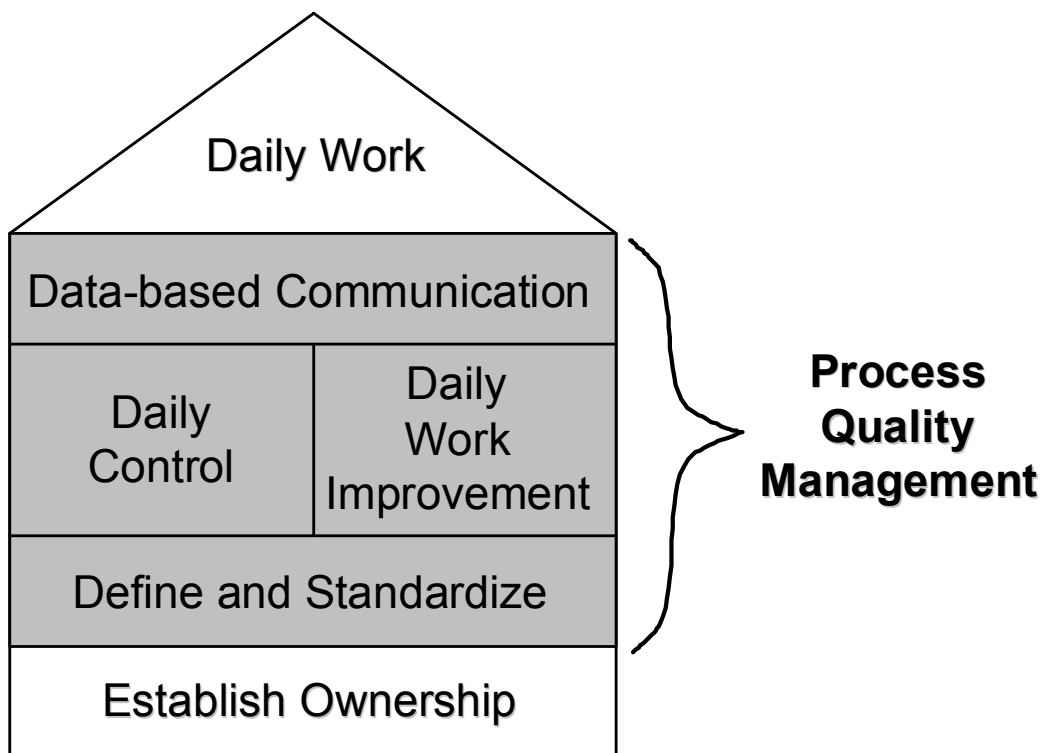 Daily Work
Data-based Communication
Daily
Control
Daily
Work
Improvement
Define and Standardize
Establish Ownership
Process
Quality
Management